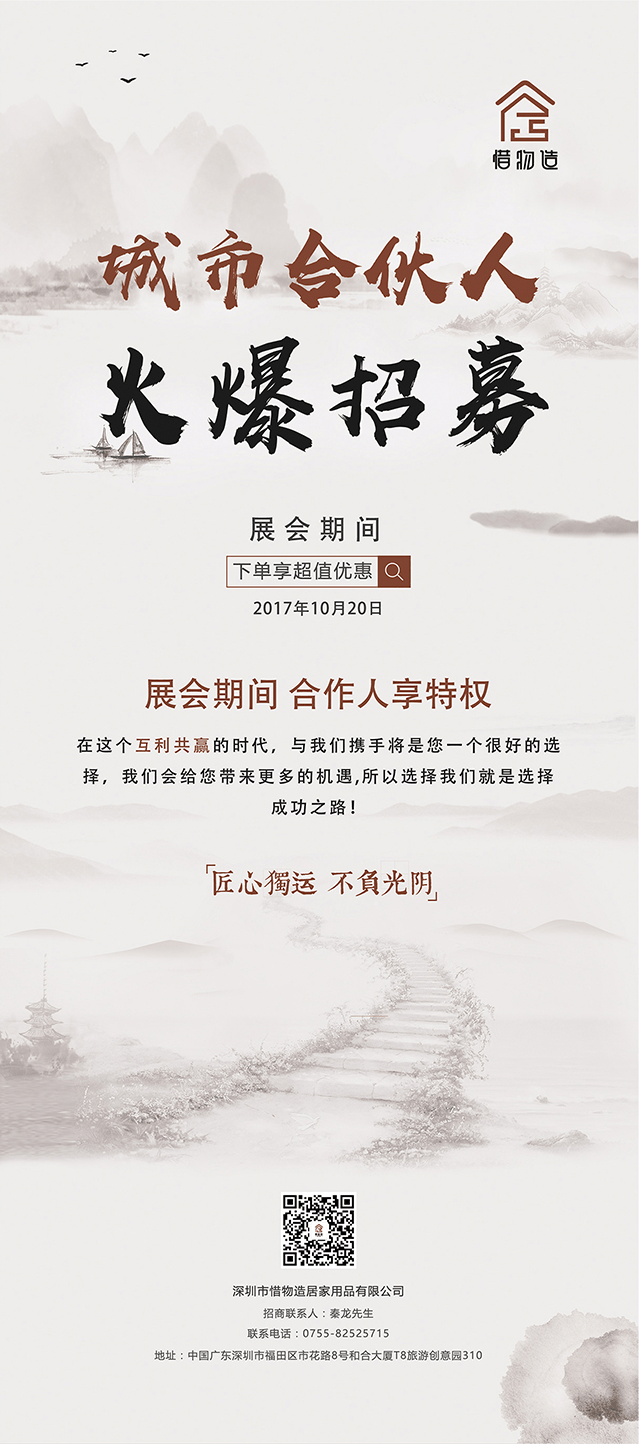 惜物造
城市合伙人
火爆招募
展会期间
下单享超值优惠
2017年10月20日
展会期间 合作人享特权
在这个互利共赢的时代，与我们携手将是您一个很好的选
择，我们会给您带来更多的机遇,所以选择我们就是选择
成功之路！
「匠心獨运 不負光阴」
深圳市惜物造居家用品有限公司
招商联系人：秦龙先生
联系电话：0755-82525715
地址：中国广东深圳市福田区市花路8号和合大厦T8旅游创意园310